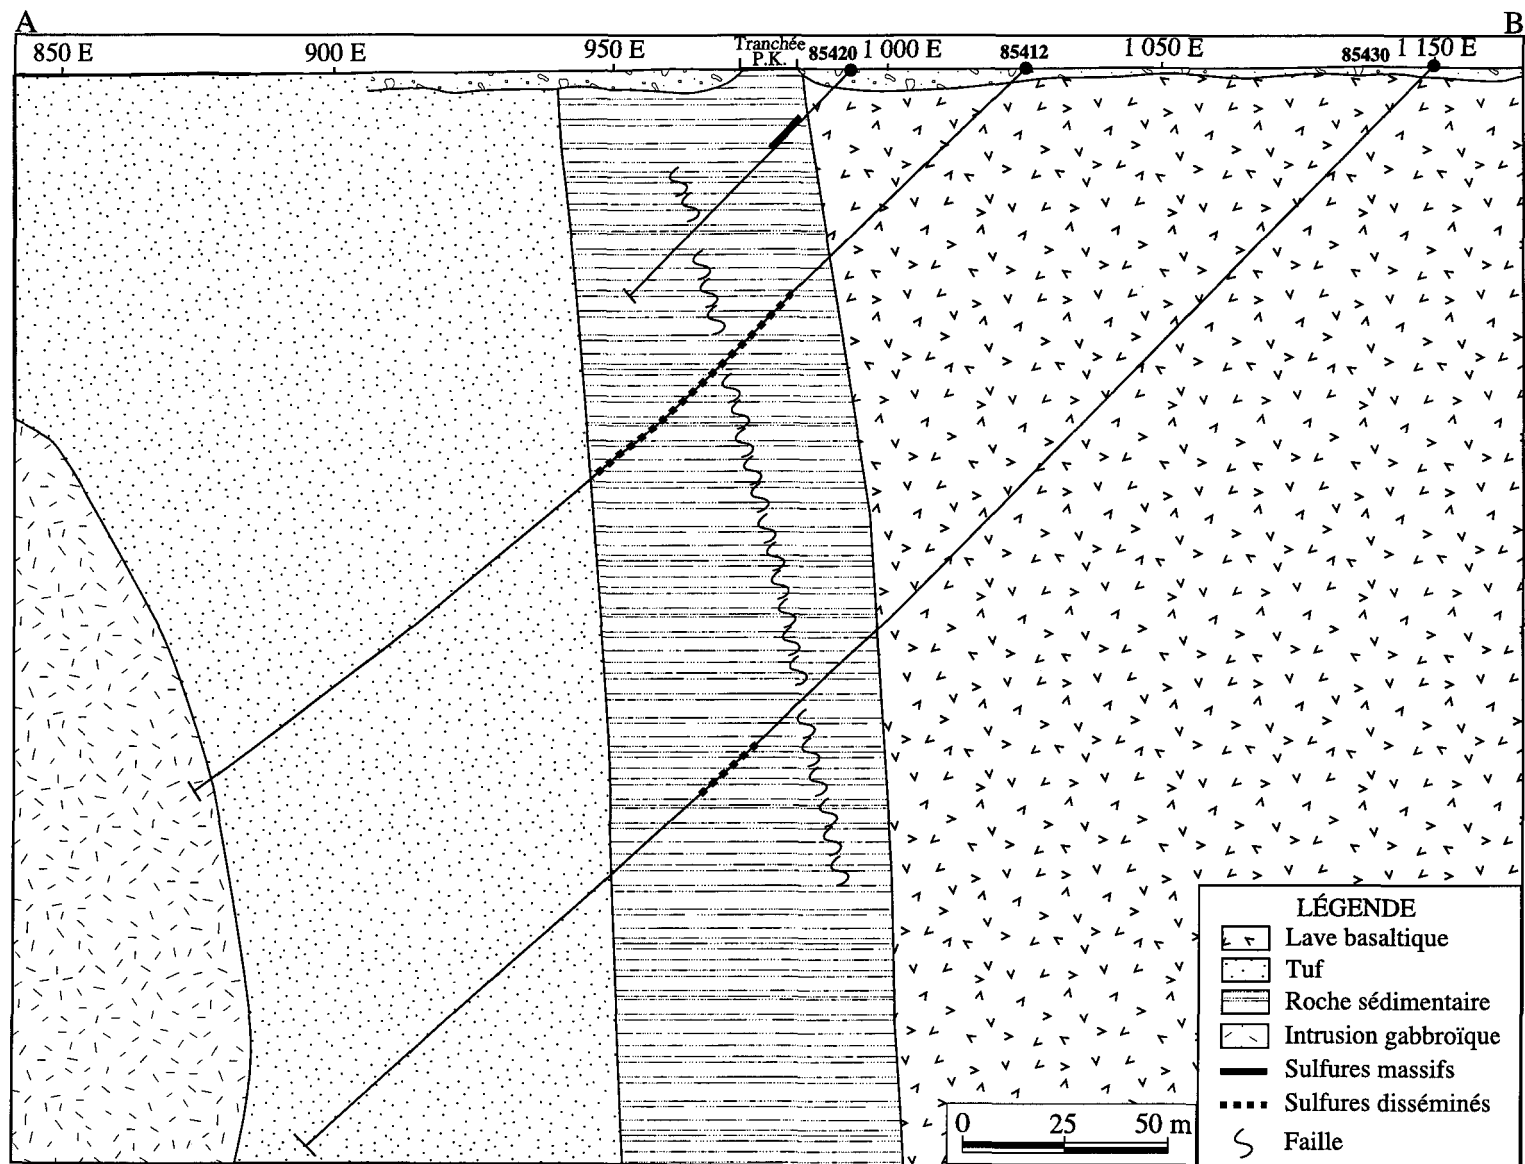 A B
850 E 900 E 950 E Tranchée P.K. 85420 1 000 E 85412 1 050 E 85430 1 150 E
LÉGENDE
Lave basaltique
Tuf
Roche sédimentaire
Intrusion gabbroïque
Sulfures massifs
Sulfures disséminés
Faille
0 25 50 m